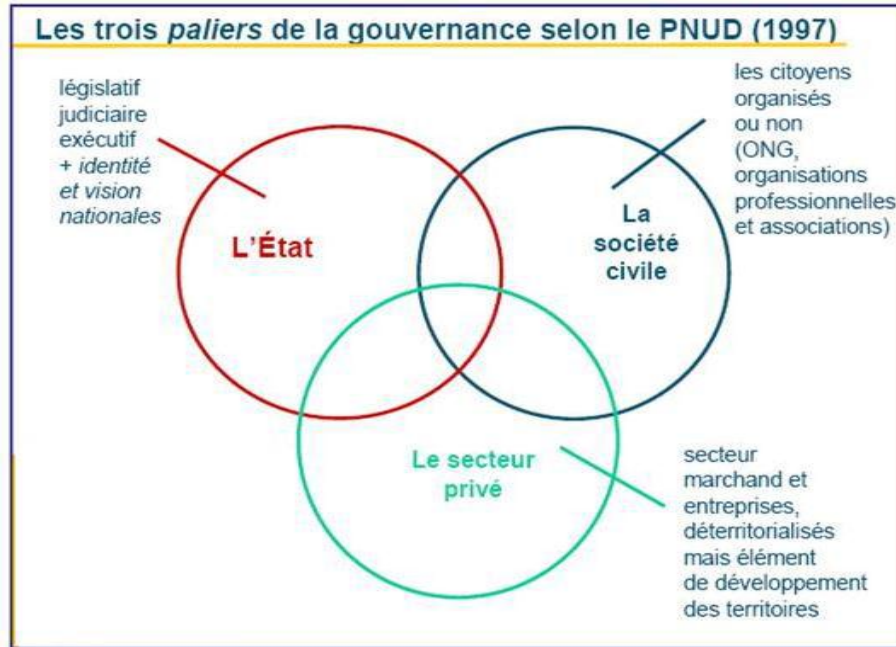 Les trois paliers de la gouvernance selon le PNUD (1997)
législatif
judiciaire
exécutif
+ identité
et vision
nationales
les citoyens
organisés
ou non
(ONG,
organisations
professionnelles
et associations)
L'État
La
société
civile
Le secteur
privé
secteur
marchand et
entreprises,
déterritorialisés
mais élément
de développement
des territoires